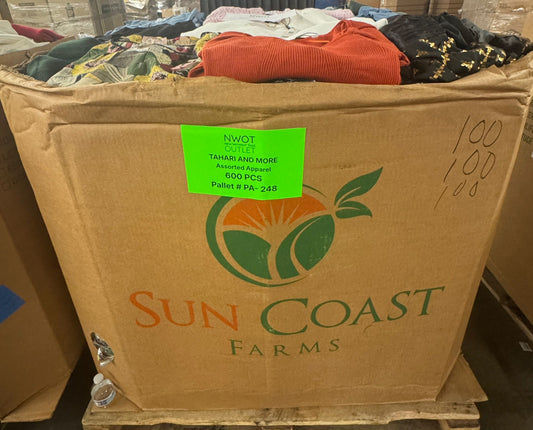 NWOT
OUTLET
TAHARI AND MORE
Assorted Apparel
600 PCS
Pallet # PA- 248
100
100
100
SUN COAST
FARMS